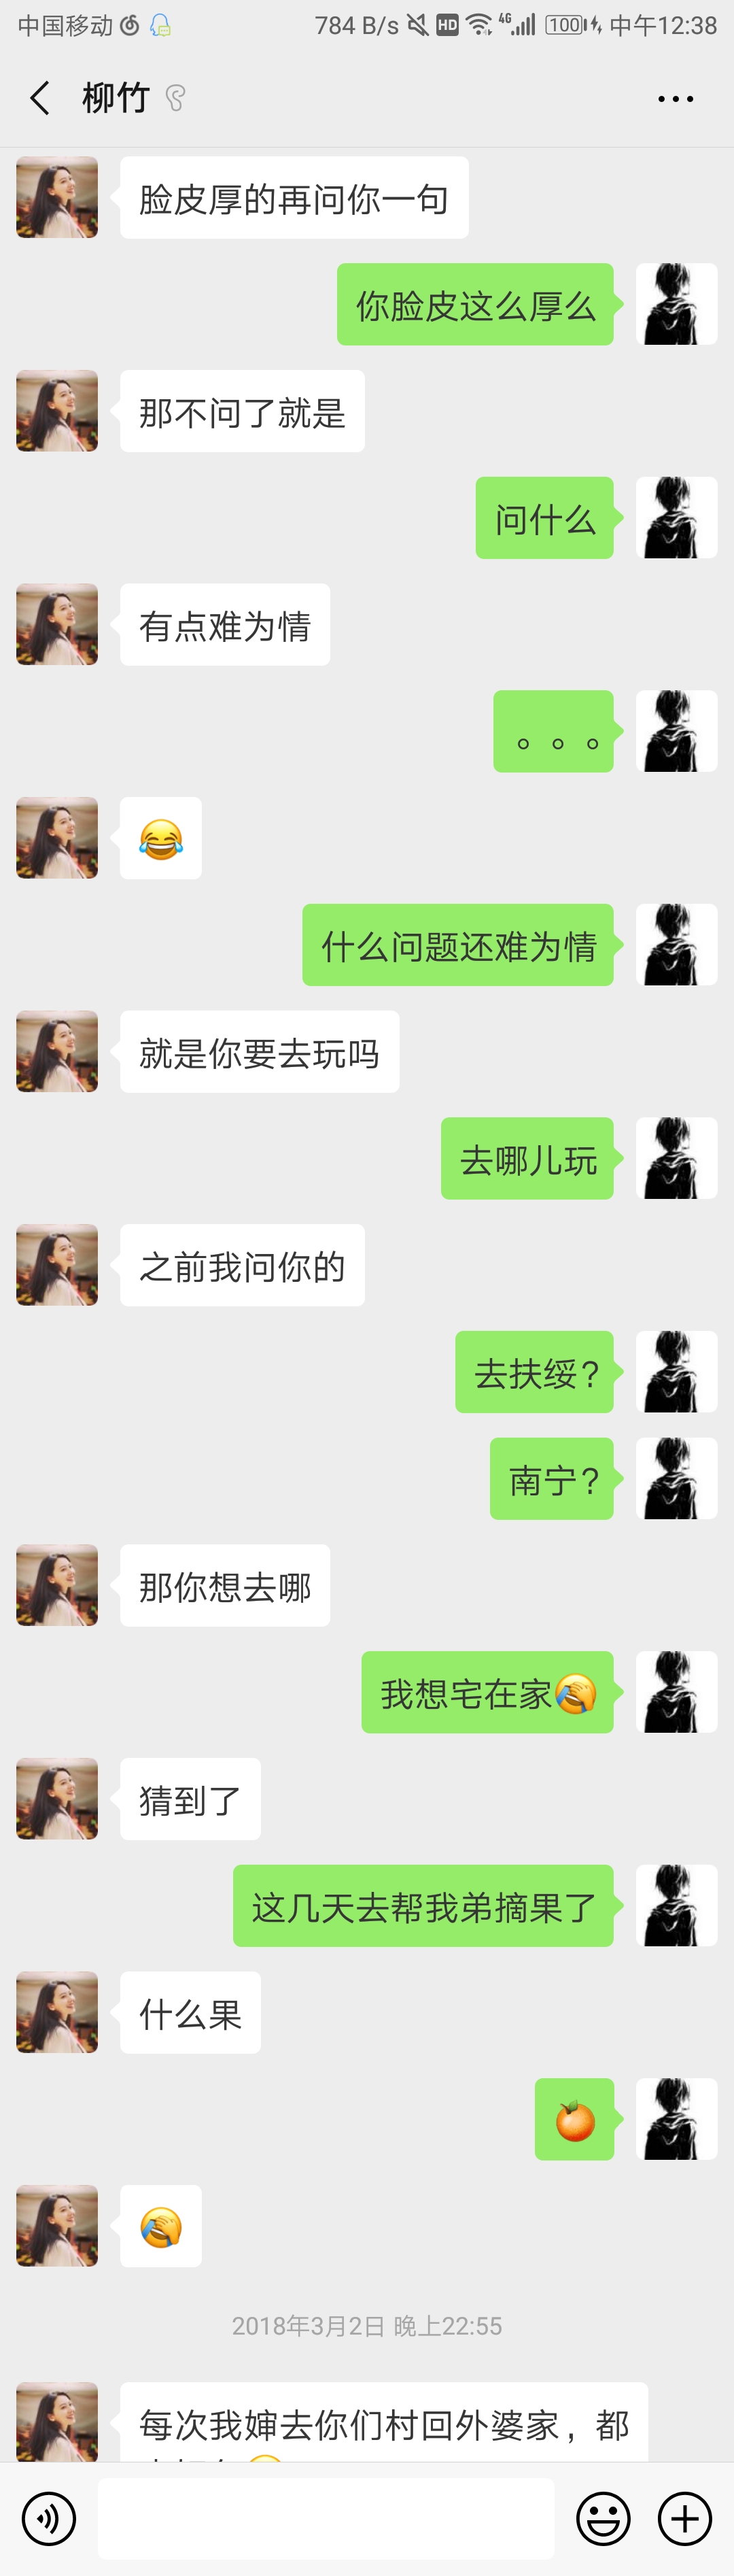 中国移动 784 B/s HD 4G 100 中午12:38
柳竹
脸皮厚的再问你一句
你脸皮这么厚么
那不问了就是
问什么
有点难为情
。。。
😂
什么问题还难为情
就是你要去玩吗
去哪儿玩
之前我问你的
去扶绥?
南宁?
那你想去哪
我想宅在家🤦
猜到了
这几天去帮我弟摘果了
什么果
🍊
🤦
2018年3月2日 晚上22:55
每次我婶去你们村回外婆家，都